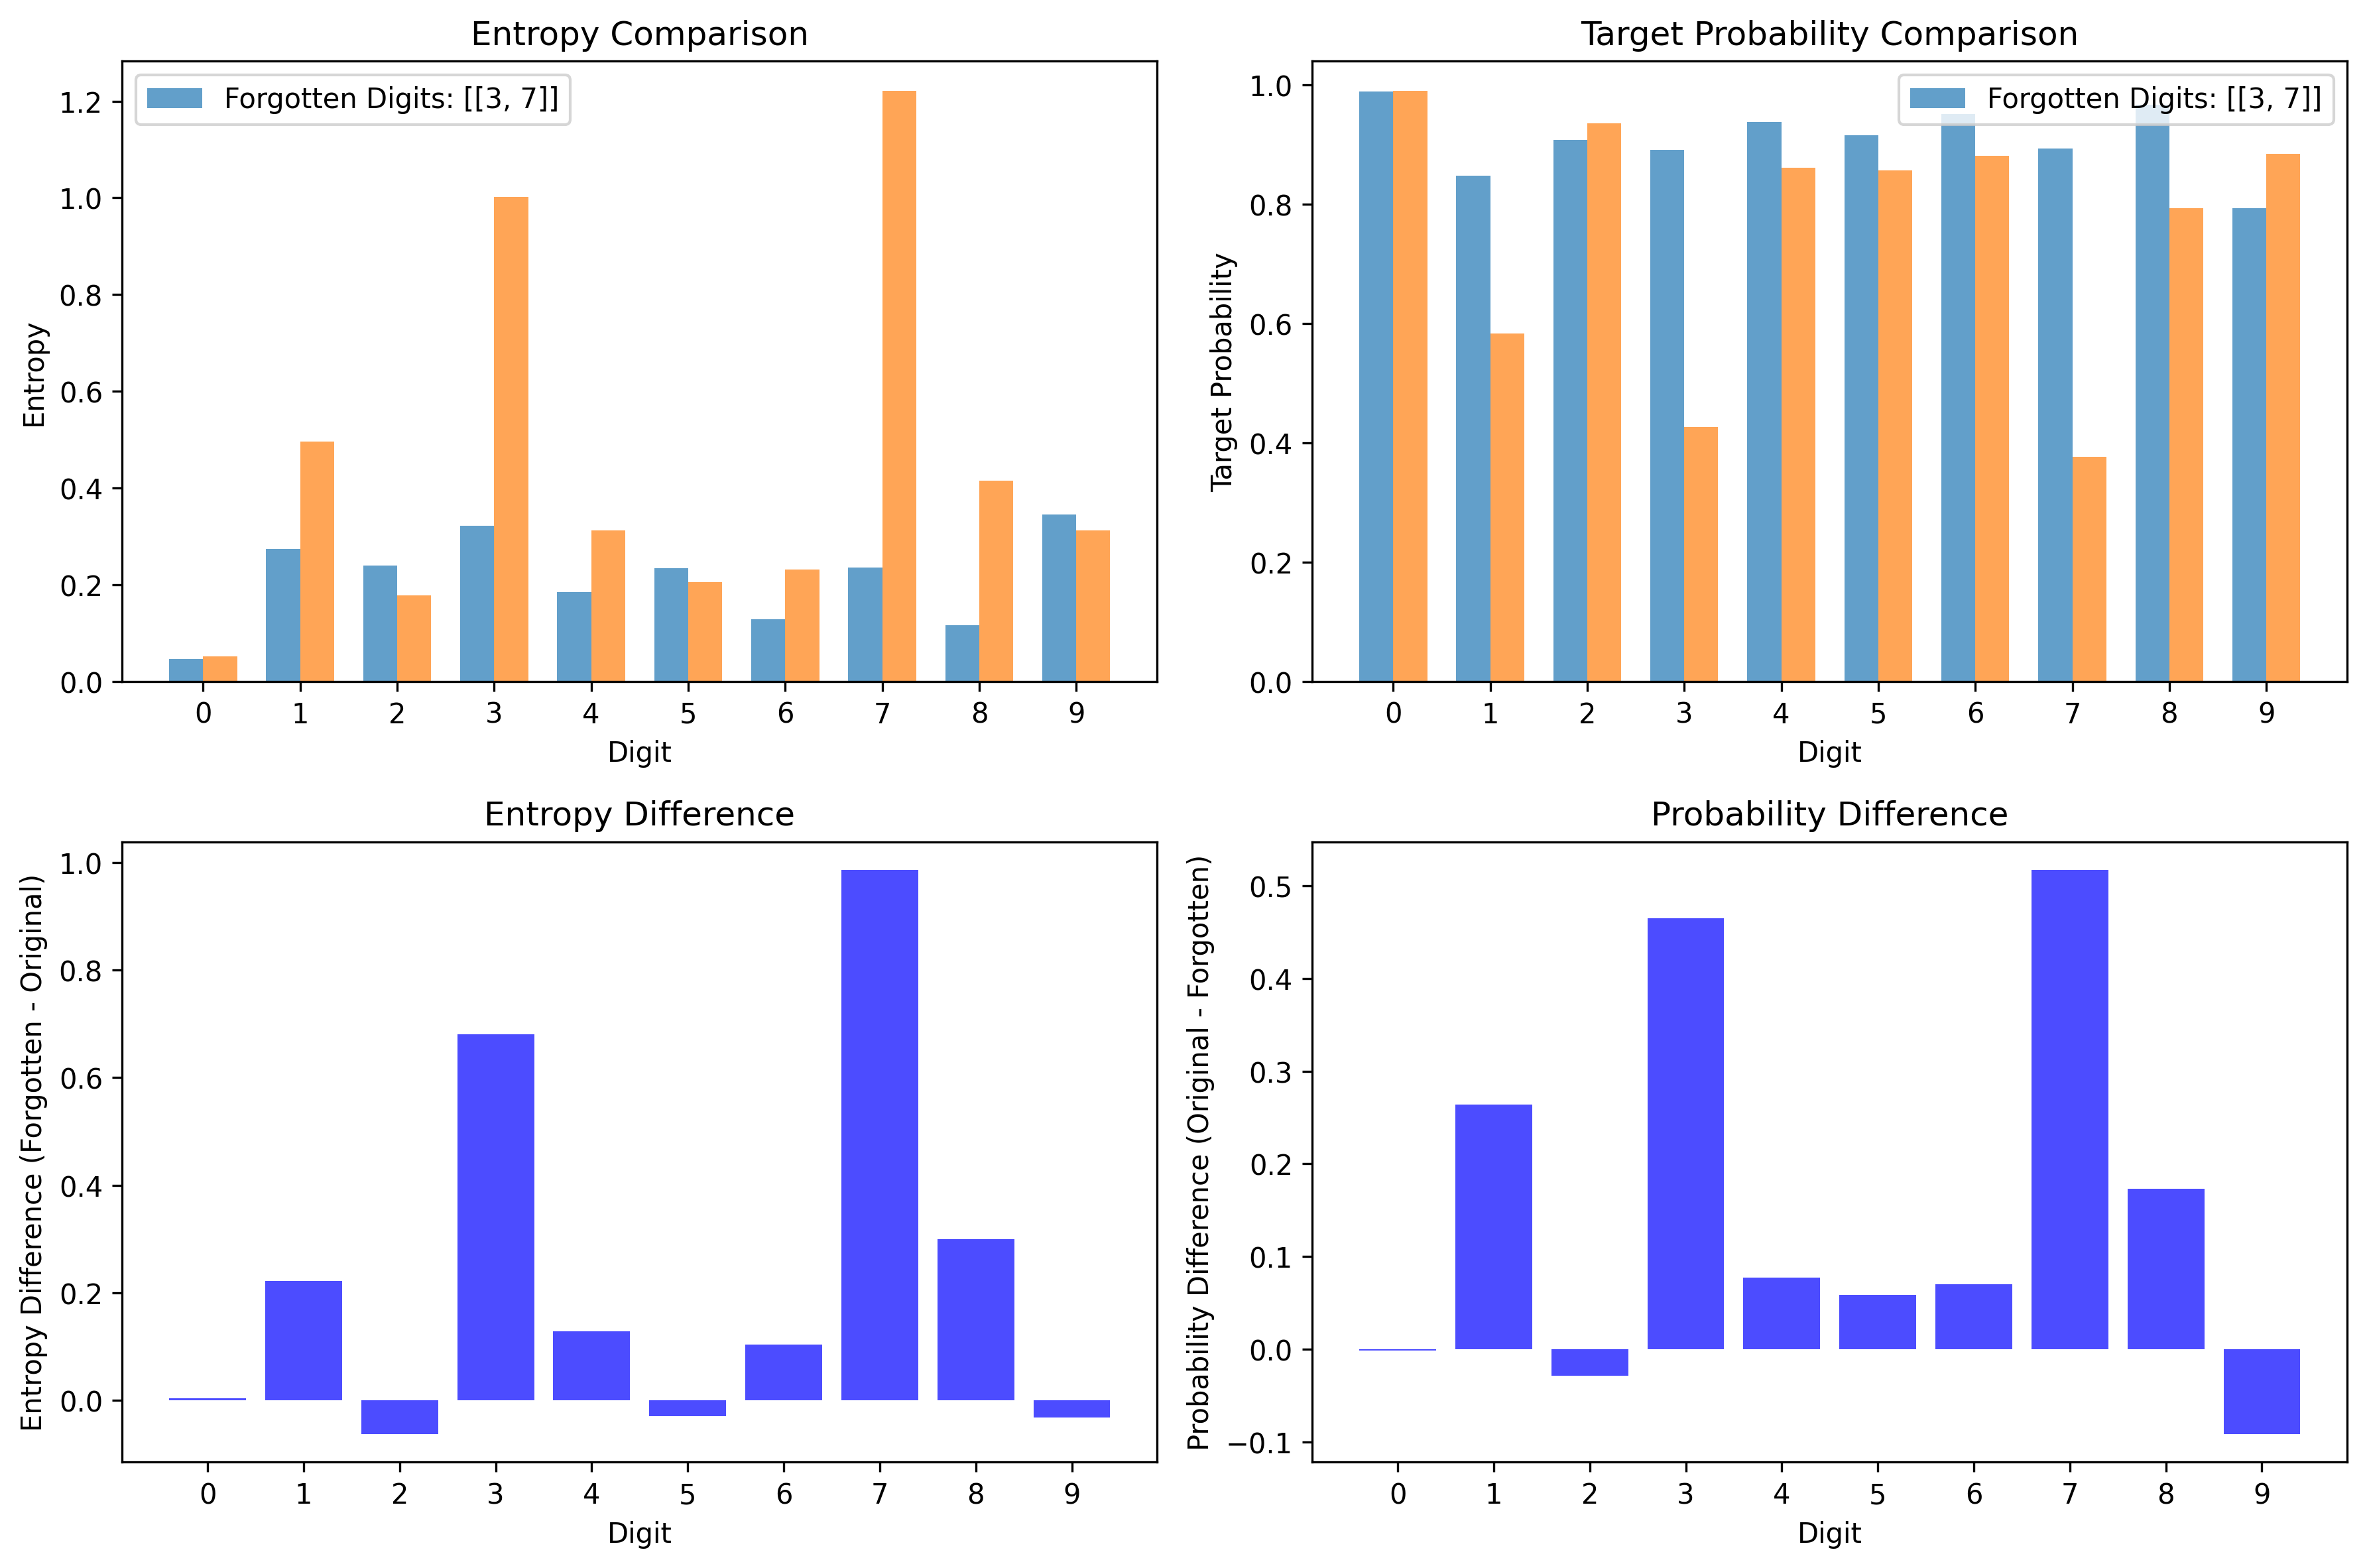 Entropy Comparison
Forgotten Digits: [[3, 7]]
Entropy
1.2
1.0
0.8
0.6
0.4
0.2
0.0
0 1 2 3 4 5 6 7 8 9
Digit
Target Probability Comparison
Forgotten Digits: [[3, 7]]
Target Probability
1.0
0.8
0.6
0.4
0.2
0.0
0 1 2 3 4 5 6 7 8 9
Digit
Entropy Difference
Entropy Difference (Forgotten - Original)
1.0
0.8
0.6
0.4
0.2
0.0
0 1 2 3 4 5 6 7 8 9
Digit
Probability Difference
Probability Difference (Original - Forgotten)
0.5
0.4
0.3
0.2
0.1
0.0
−0.1
0 1 2 3 4 5 6 7 8 9
Digit